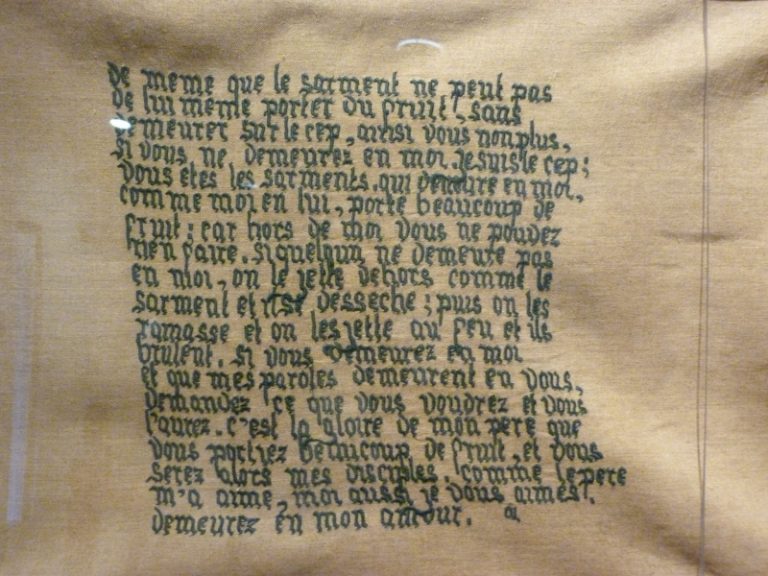 de meme que le sarment ne peut pas
de lui meme porter du fruit, sans
demeurer sur le cep, ainsi vous non plus,
si vous ne demeurez en moi. je suis le cep;
vous etes les sarments. qui demeure en moi,
comme moi en lui, porte beaucoup de
fruit; car hors de moi vous ne pouvez
rien faire. si quelqun ne demeure pas
en moi, on le jette dehors comme le
sarment et il se desseche; puis on les
ramasse et on les jette au feu et ils
brulent. si vous demeurez en moi
et que mes paroles demeurent en vous,
demandez ce que vous voudrez et vous
l'aurez. c'est la gloire de mon pere que
vous portiez beaucoup de fruit, et vous
serez alors mes disciples. comme le pere
m'a aime, moi aussi je vous aimes.
demeurez en mon amour.